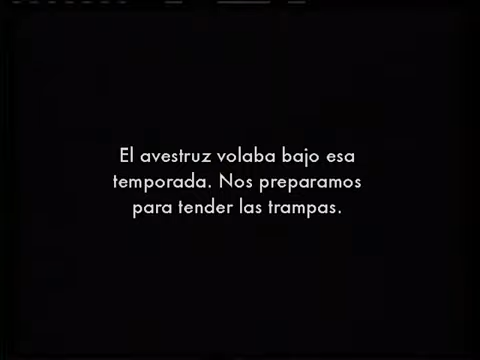 El avestruz volaba bajo esa
temporada. Nos preparamos
para tender las trampas.